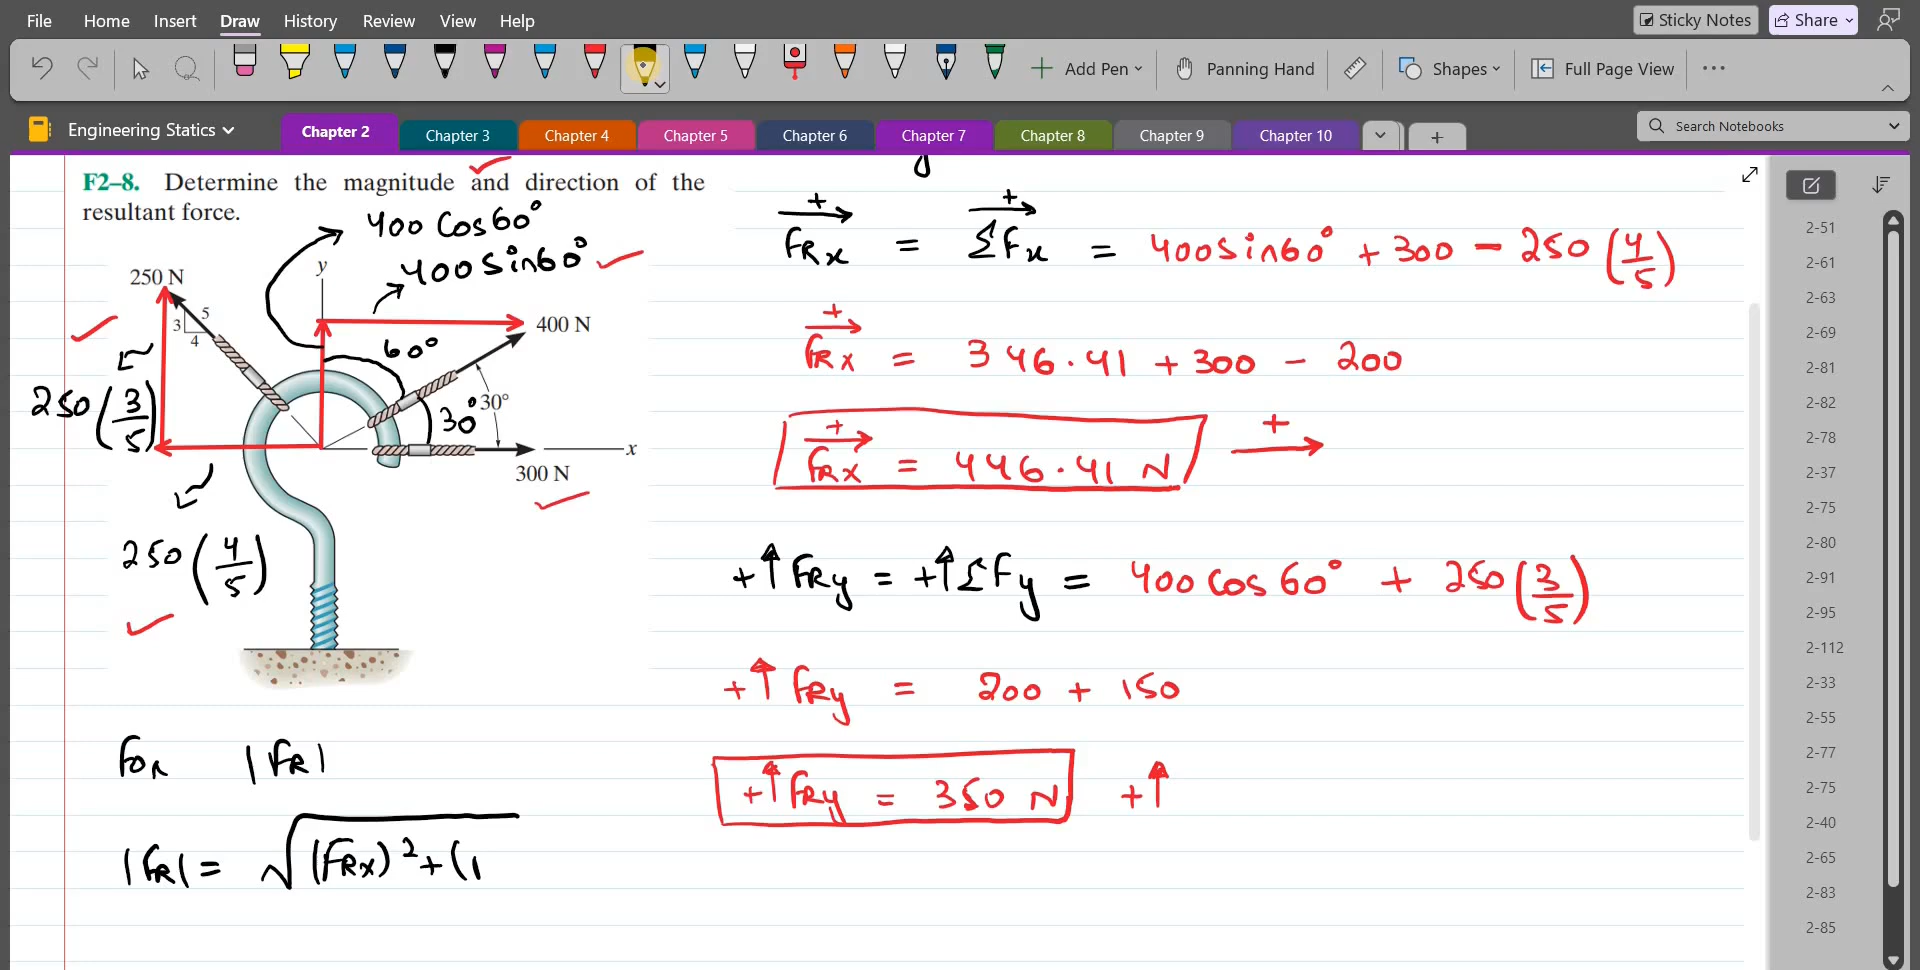 File Home Insert Draw History Review View Help
Sticky Notes Share
Add Pen Panning Hand Shapes Full Page View
Engineering Statics
Chapter 2 Chapter 3 Chapter 4 Chapter 5 Chapter 6 Chapter 7 Chapter 8 Chapter 9 Chapter 10 +
Search Notebooks
F2–8. Determine the magnitude and direction of the
resultant force.
400 Cos60°
400 Sin60°
y
250 N
400 N
5
3
4
60°
30°
30°
x
300 N
250 (3/5)
250 (4/5)
For |FR|
|FR| = √(FRx)² + (
+
FRx = ΣFx = 400sin60° + 300 - 250 (4/5)
+
FRx = 346.41 + 300 - 200
+
FRx = 446.41 N +
+↑ FRy = +↑ΣFy = 400 cos 60° + 250 (3/5)
+↑ FRy = 200 + 150
+↑ FRy = 350 N +↑
2-51
2-61
2-63
2-69
2-81
2-82
2-78
2-37
2-75
2-80
2-91
2-95
2-112
2-33
2-55
2-77
2-75
2-40
2-65
2-83
2-85